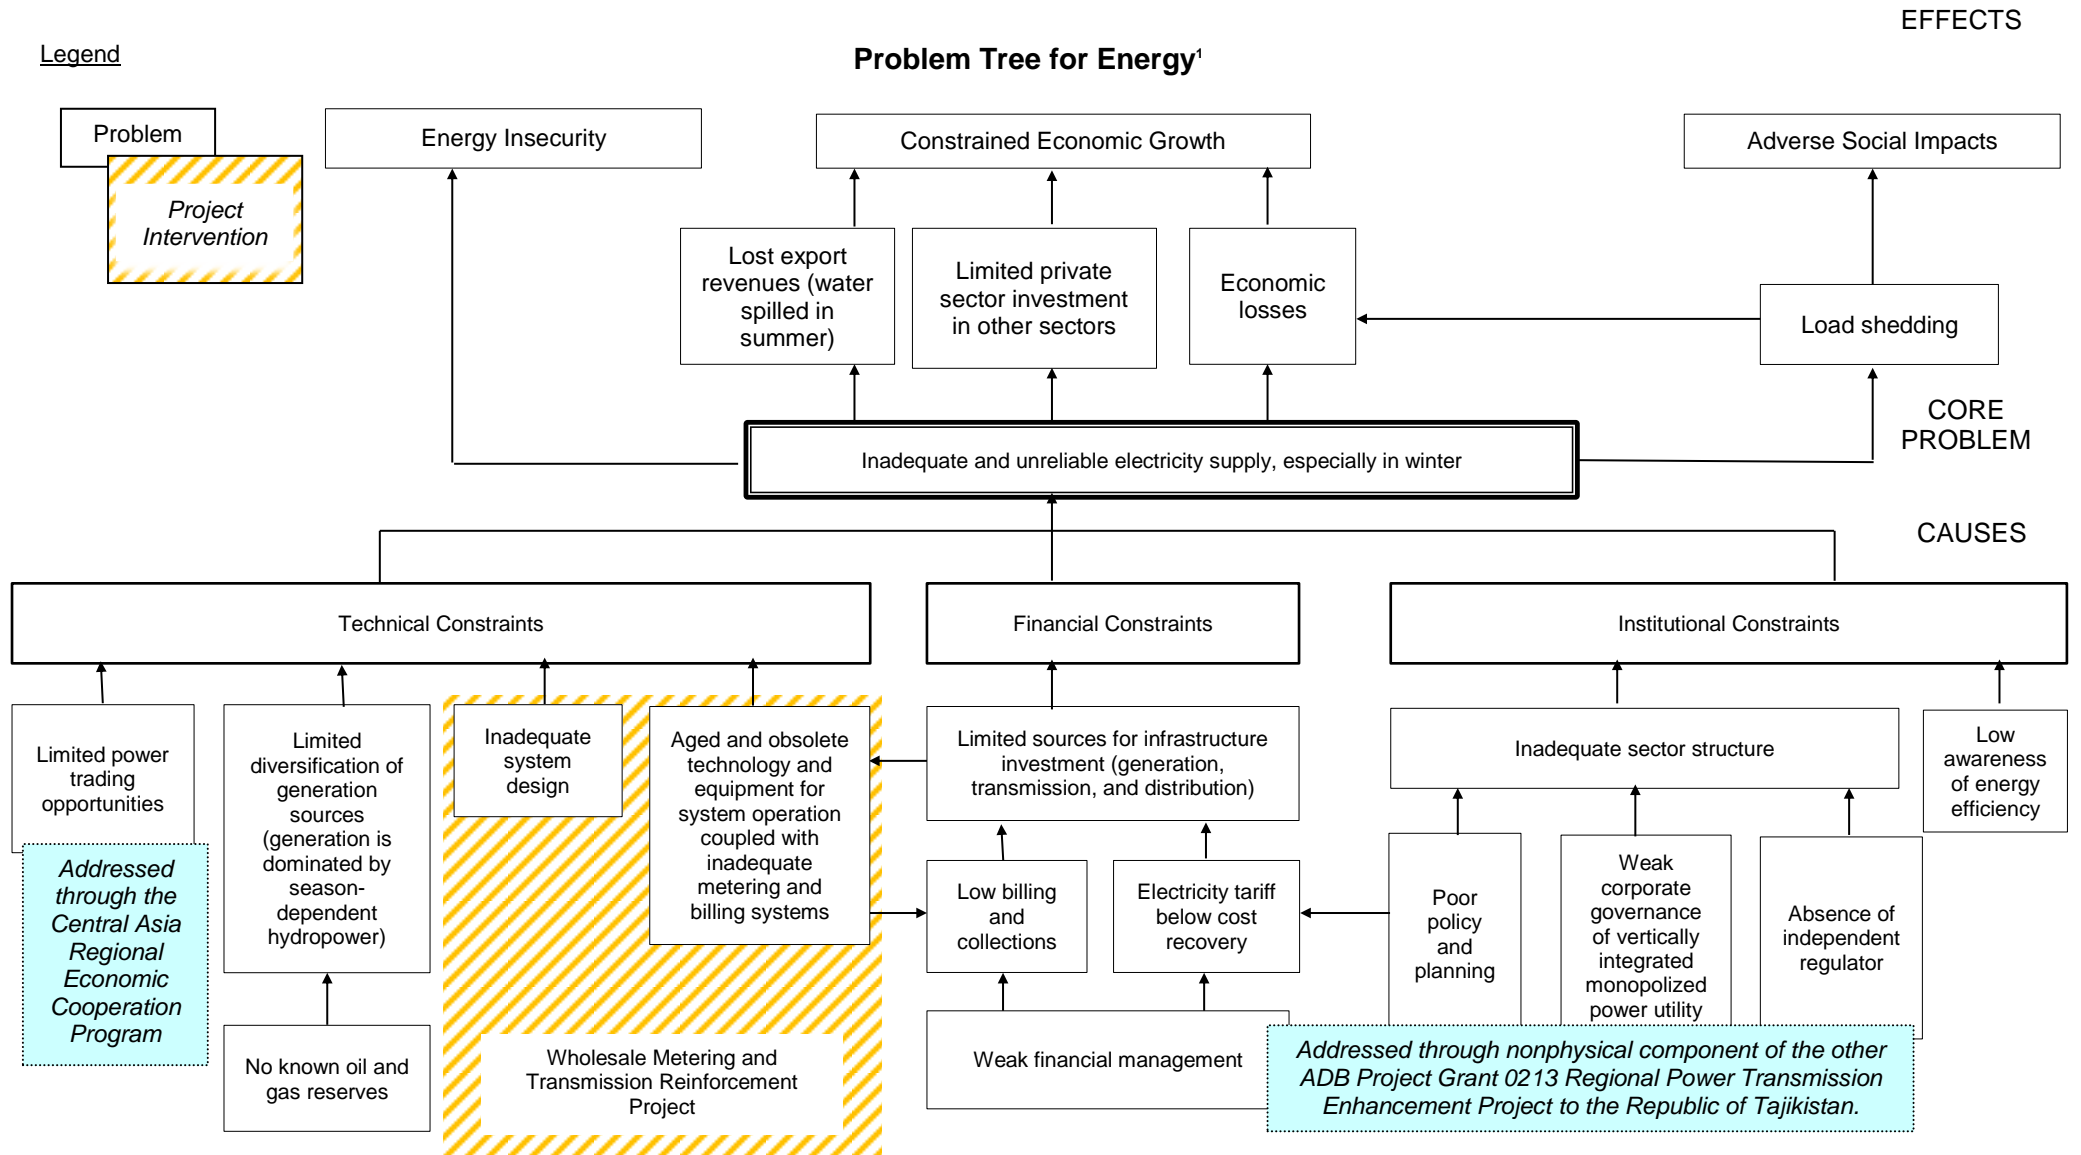 EFFECTS
Legend
Problem Tree for Energy¹
Problem
Project
Intervention
Energy Insecurity
Constrained Economic Growth
Adverse Social Impacts
Lost export
revenues (water
spilled in
summer)
Limited private
sector investment
in other sectors
Economic
losses
Load shedding
CORE
PROBLEM
Inadequate and unreliable electricity supply, especially in winter
CAUSES
Technical Constraints
Financial Constraints
Institutional Constraints
Limited power
trading
opportunities
Addressed
through the
Central Asia
Regional
Economic
Cooperation
Program
Limited
diversification of
generation
sources
(generation is
dominated by
season-
dependent
hydropower)
No known oil and
gas reserves
Inadequate
system
design
Aged and obsolete
technology and
equipment for
system operation
coupled with
inadequate
metering and
billing systems
Wholesale Metering and
Transmission Reinforcement
Project
Limited sources for infrastructure
investment (generation,
transmission, and distribution)
Low billing
and
collections
Electricity tariff
below cost
recovery
Weak financial management
Inadequate sector structure
Low
awareness
of energy
efficiency
Poor
policy
and
planning
Weak
corporate
governance
of vertically
integrated
monopolized
power utility
Absence of
independent
regulator
Addressed through nonphysical component of the other
ADB Project Grant 0213 Regional Power Transmission
Enhancement Project to the Republic of Tajikistan.